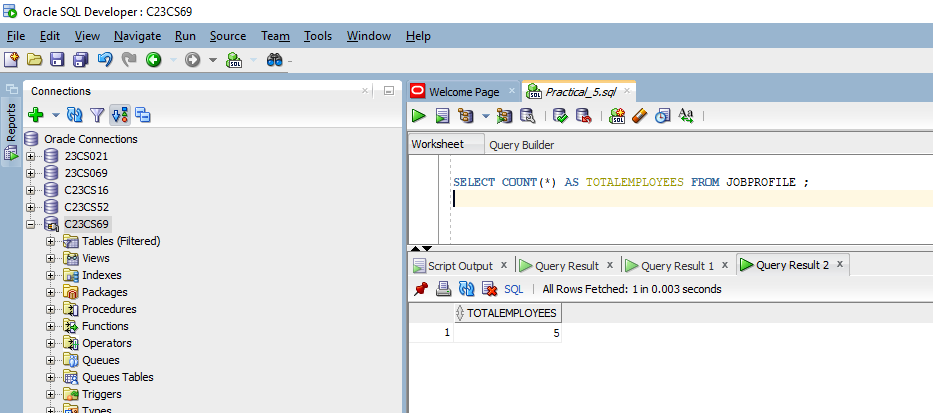 Oracle SQL Developer : C23CS69
File Edit View Navigate Run Source Team Tools Window Help
SQL
Reports
Connections
Oracle Connections
23CS021
23CS069
C23CS16
C23CS52
C23CS69
Tables (Filtered)
Views
Indexes
Packages
Procedures
Functions
Operators
Queues
Queues Tables
Triggers
Types
Welcome Page Practical_5.sql
Worksheet Query Builder
SELECT COUNT(*) AS TOTALEMPLOYEES FROM JOBPROFILE ;
Script Output Query Result Query Result 1 Query Result 2
SQL All Rows Fetched: 1 in 0.003 seconds
TOTALEMPLOYEES
1 5